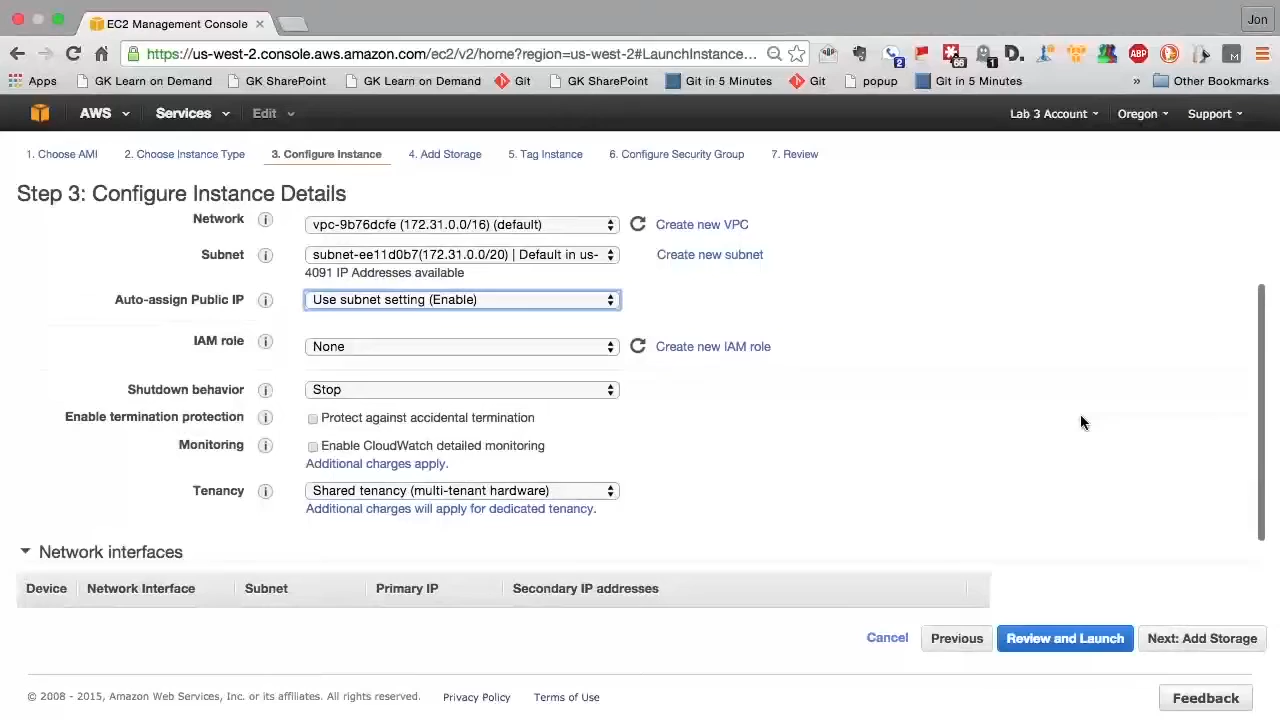 EC2 Management Console
Jon
https://us-west-2.console.aws.amazon.com/ec2/v2/home?region=us-west-2#LaunchInstance...
2 66 1 D. ABP M
Apps GK Learn on Demand GK SharePoint GK Learn on Demand Git GK SharePoint Git in 5 Minutes Git popup Git in 5 Minutes » Other Bookmarks
AWS Services Edit Lab 3 Account Oregon Support
1. Choose AMI 2. Choose Instance Type 3. Configure Instance 4. Add Storage 5. Tag Instance 6. Configure Security Group 7. Review
Step 3: Configure Instance Details
Network i vpc-9b76dcfe (172.31.0.0/16) (default) Create new VPC
Subnet i subnet-ee11d0b7(172.31.0.0/20) | Default in us- Create new subnet
4091 IP Addresses available
Auto-assign Public IP i Use subnet setting (Enable)
IAM role i None Create new IAM role
Shutdown behavior i Stop
Enable termination protection i Protect against accidental termination
Monitoring i Enable CloudWatch detailed monitoring
Additional charges apply.
Tenancy i Shared tenancy (multi-tenant hardware)
Additional charges will apply for dedicated tenancy.
Network interfaces
Device Network Interface Subnet Primary IP Secondary IP addresses
Cancel Previous Review and Launch Next: Add Storage
© 2008 - 2015, Amazon Web Services, Inc. or its affiliates. All rights reserved. Privacy Policy Terms of Use Feedback